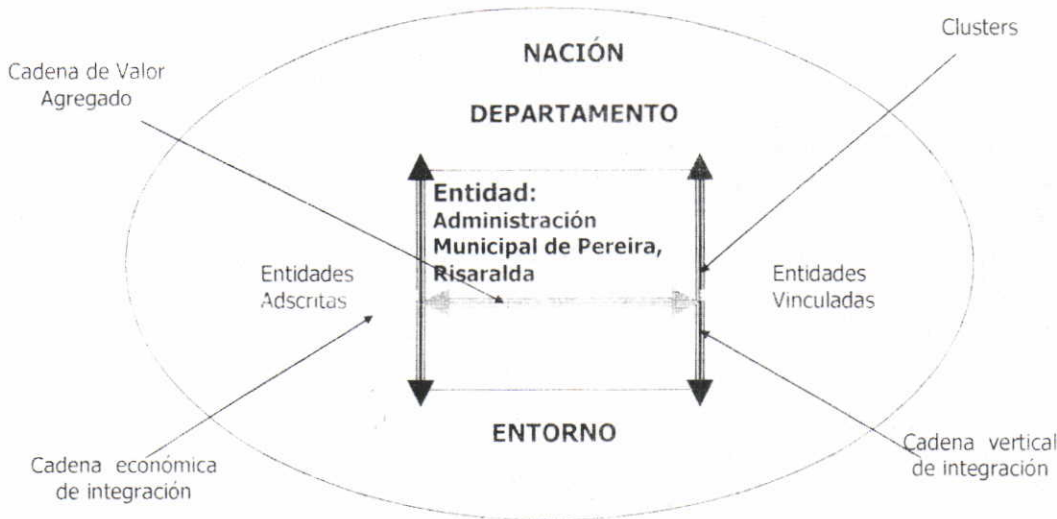 Clusters
NACIÓN
Cadena de Valor
Agregado
DEPARTAMENTO
Entidad:
Administración
Municipal de Pereira,
Risaralda
Entidades
Adscritas
Entidades
Vinculadas
ENTORNO
Cadena económica
de integración
Cadena vertical
de integración